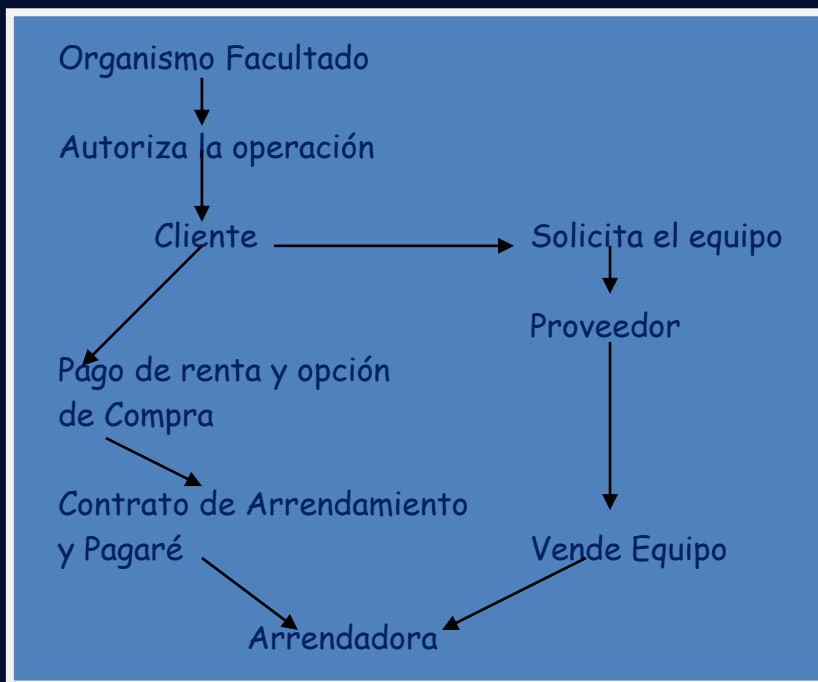 Organismo Facultado
Autoriza la operación
Cliente
Solicita el equipo
Proveedor
Pago de renta y opción
de Compra
Contrato de Arrendamiento
y Pagaré
Vende Equipo
Arrendadora